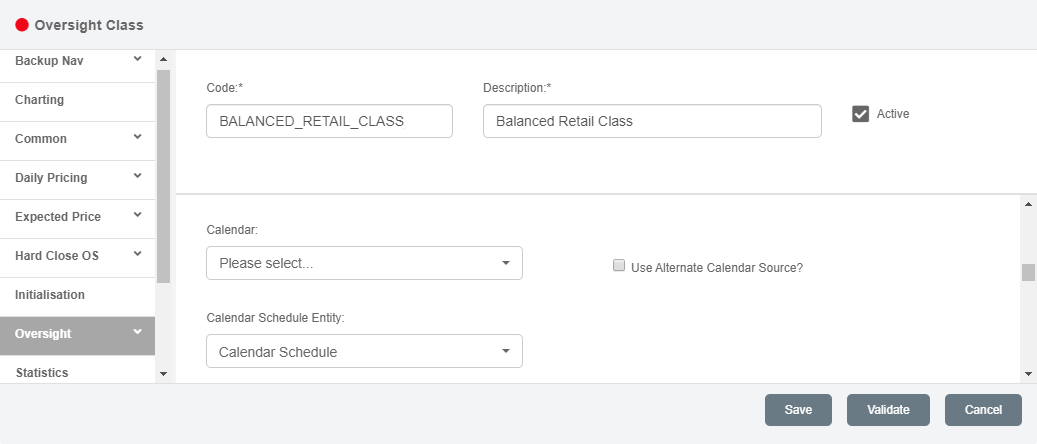 Oversight Class
Backup Nav
Charting
Common
Daily Pricing
Expected Price
Hard Close OS
Initialisation
Oversight
Statistics
Code:*
Description:*
BALANCED_RETAIL_CLASS
Balanced Retail Class
Active
Calendar:
Please select...
Use Alternate Calendar Source?
Calendar Schedule Entity:
Calendar Schedule
Save
Validate
Cancel